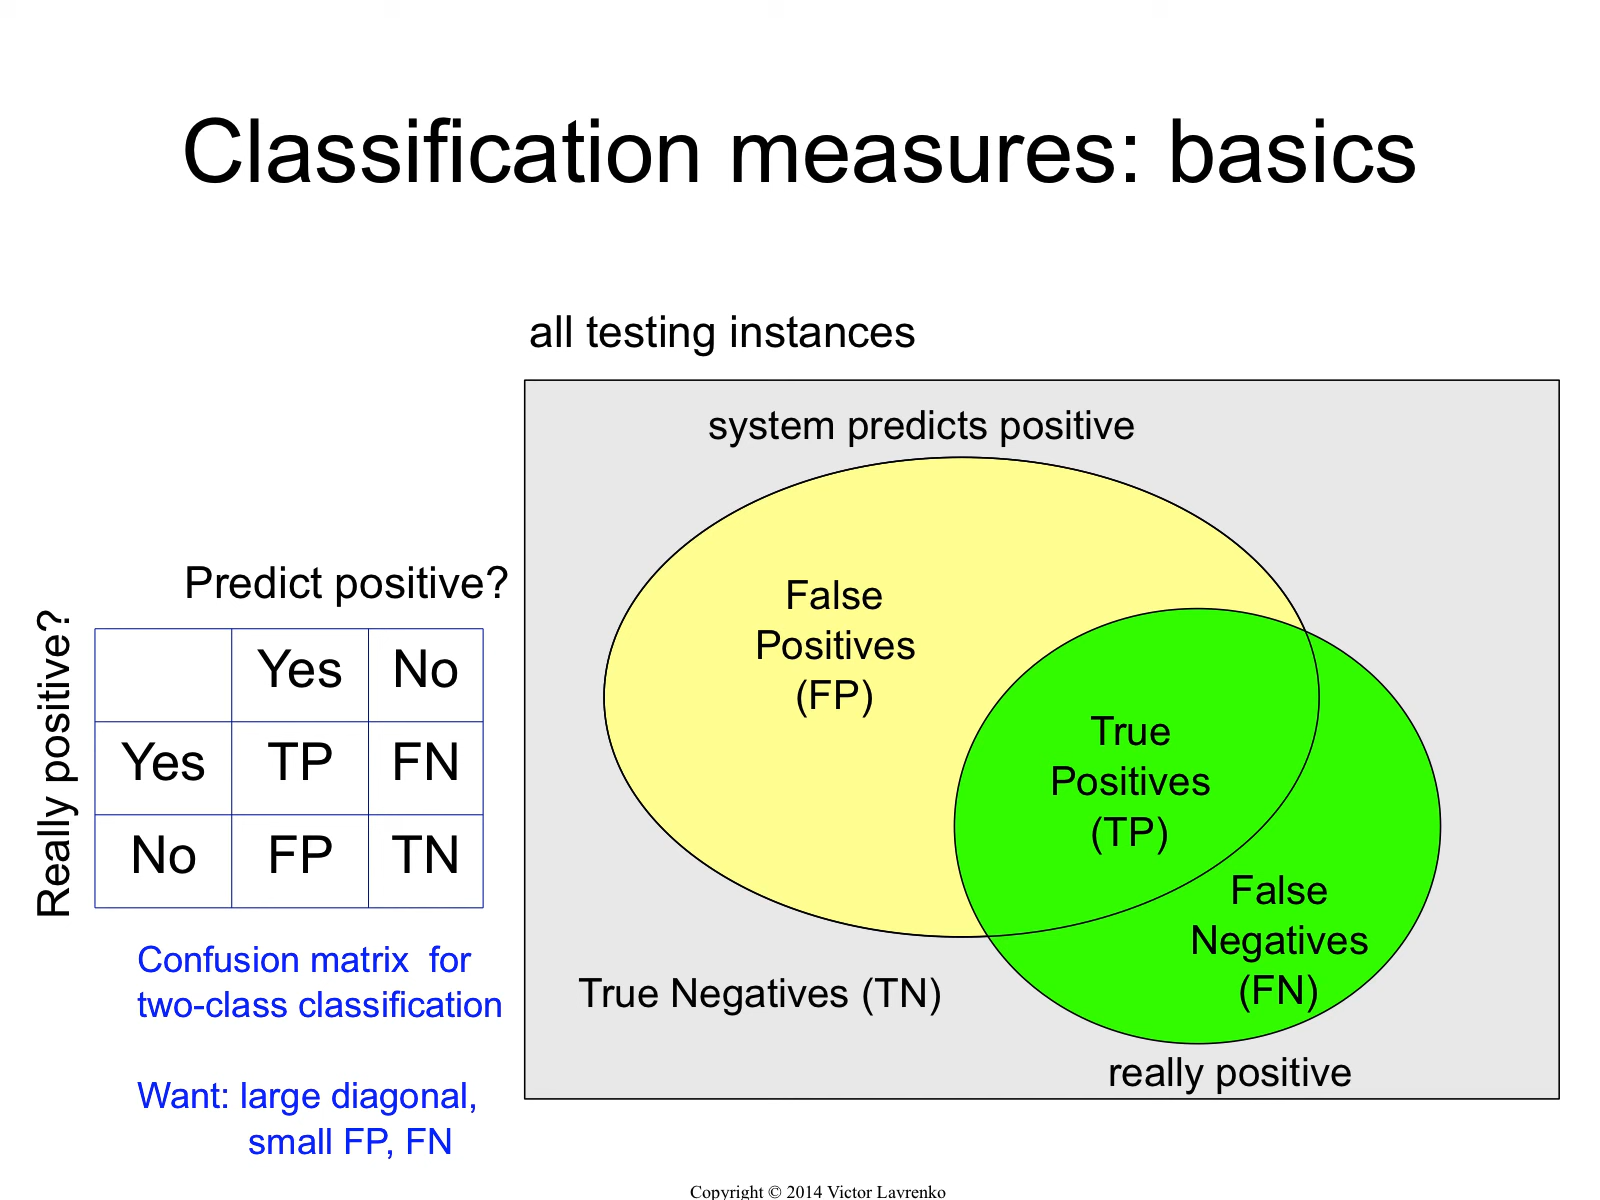 Classification measures: basics
all testing instances
system predicts positive
False
Positives
(FP)
True
Positives
(TP)
False
Negatives
(FN)
True Negatives (TN)
really positive
Predict positive?
Really positive?
Yes No
Yes TP FN
No FP TN
Confusion matrix for
two-class classification
Want: large diagonal,
small FP, FN
Copyright © 2014 Victor Lavrenko